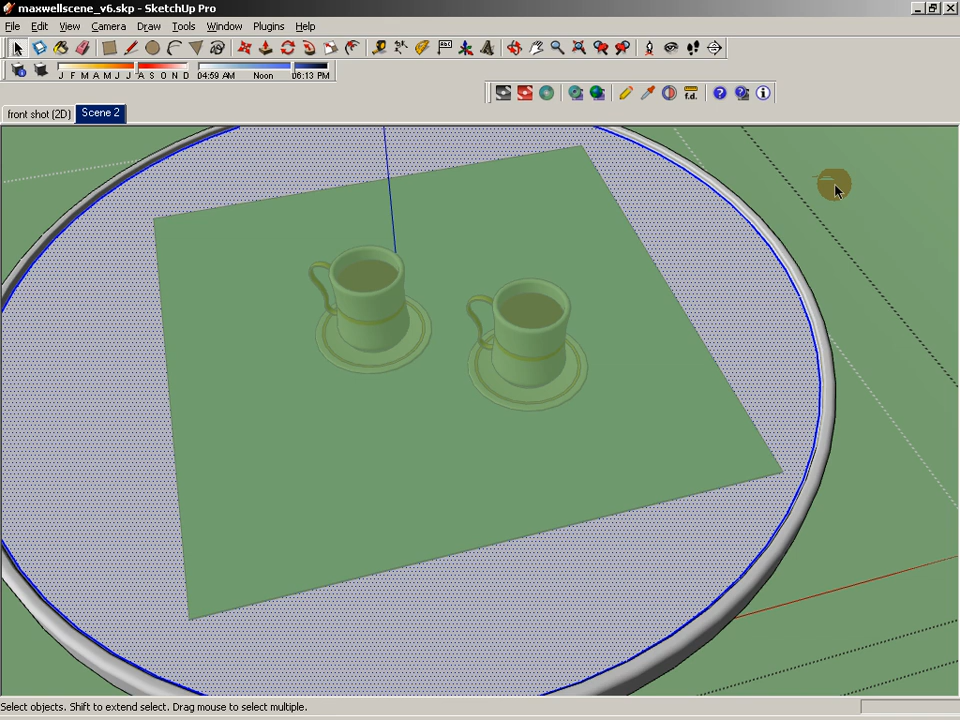 maxwellscene_v6.skp - SketchUp Pro
File Edit View Camera Draw Tools Window Plugins Help
J F M A M J J A S O N D 04:59 AM Noon 06:13 PM
f.d.
front shot (2D) Scene 2
Select objects. Shift to extend select. Drag mouse to select multiple.